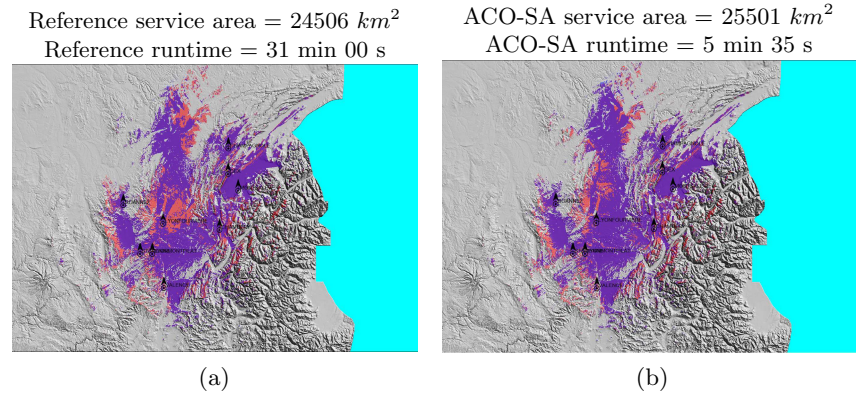 Reference service area = 24506 km²
Reference runtime = 31 min 00 s
ACO-SA service area = 25501 km²
ACO-SA runtime = 5 min 35 s
(a)
(b)